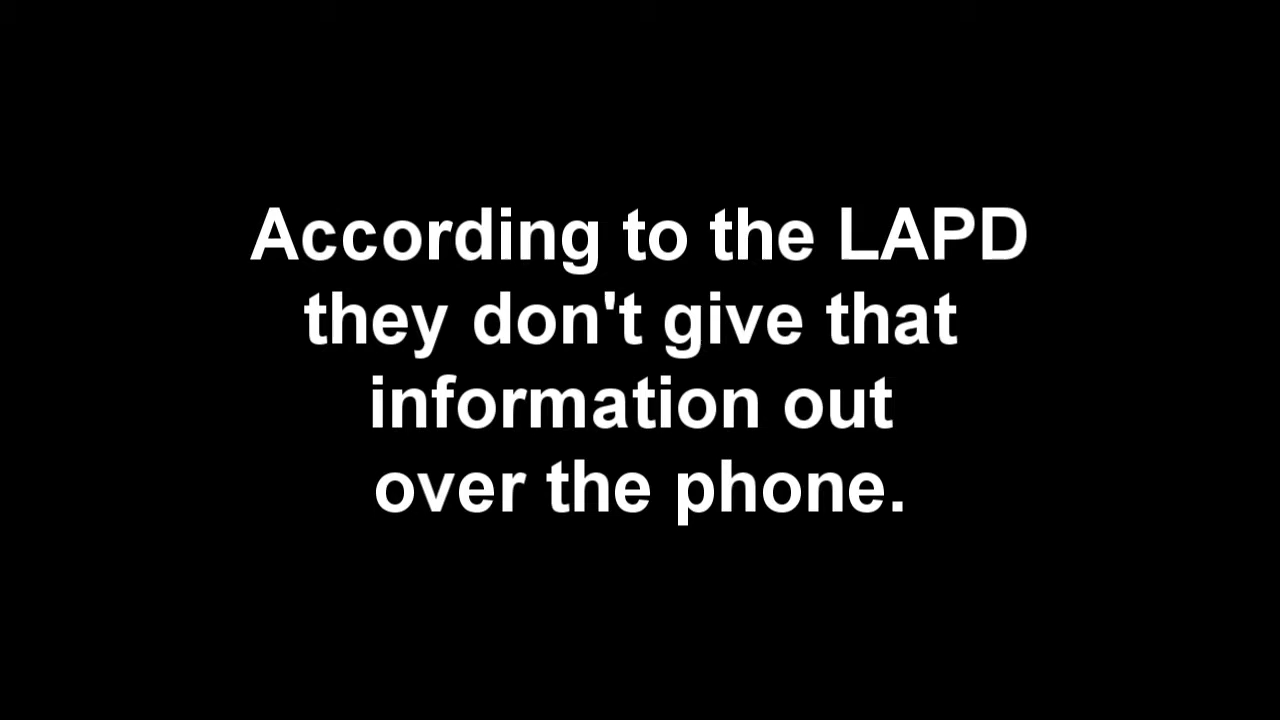 According to the LAPD
they don't give that
information out
over the phone.